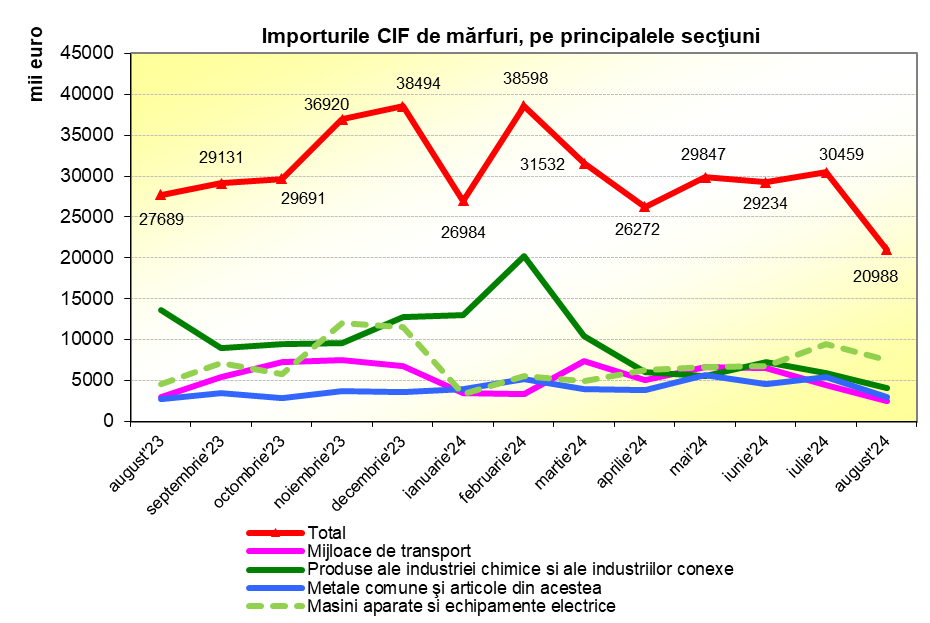 Importurile CIF de mărfuri, pe principalele secţiuni
mii euro
45000
40000
35000
30000
25000
20000
15000
10000
5000
0
27689
29131
29691
36920
38494
26984
38598
31532
26272
29847
29234
30459
20988
august'23
septembrie'23
octombrie'23
noiembrie'23
decembrie'23
ianuarie'24
februarie'24
martie'24
aprilie'24
mai'24
iunie'24
iulie'24
august'24
Total
Mijloace de transport
Produse ale industriei chimice si ale industriilor conexe
Metale comune şi articole din acestea
Masini aparate si echipamente electrice